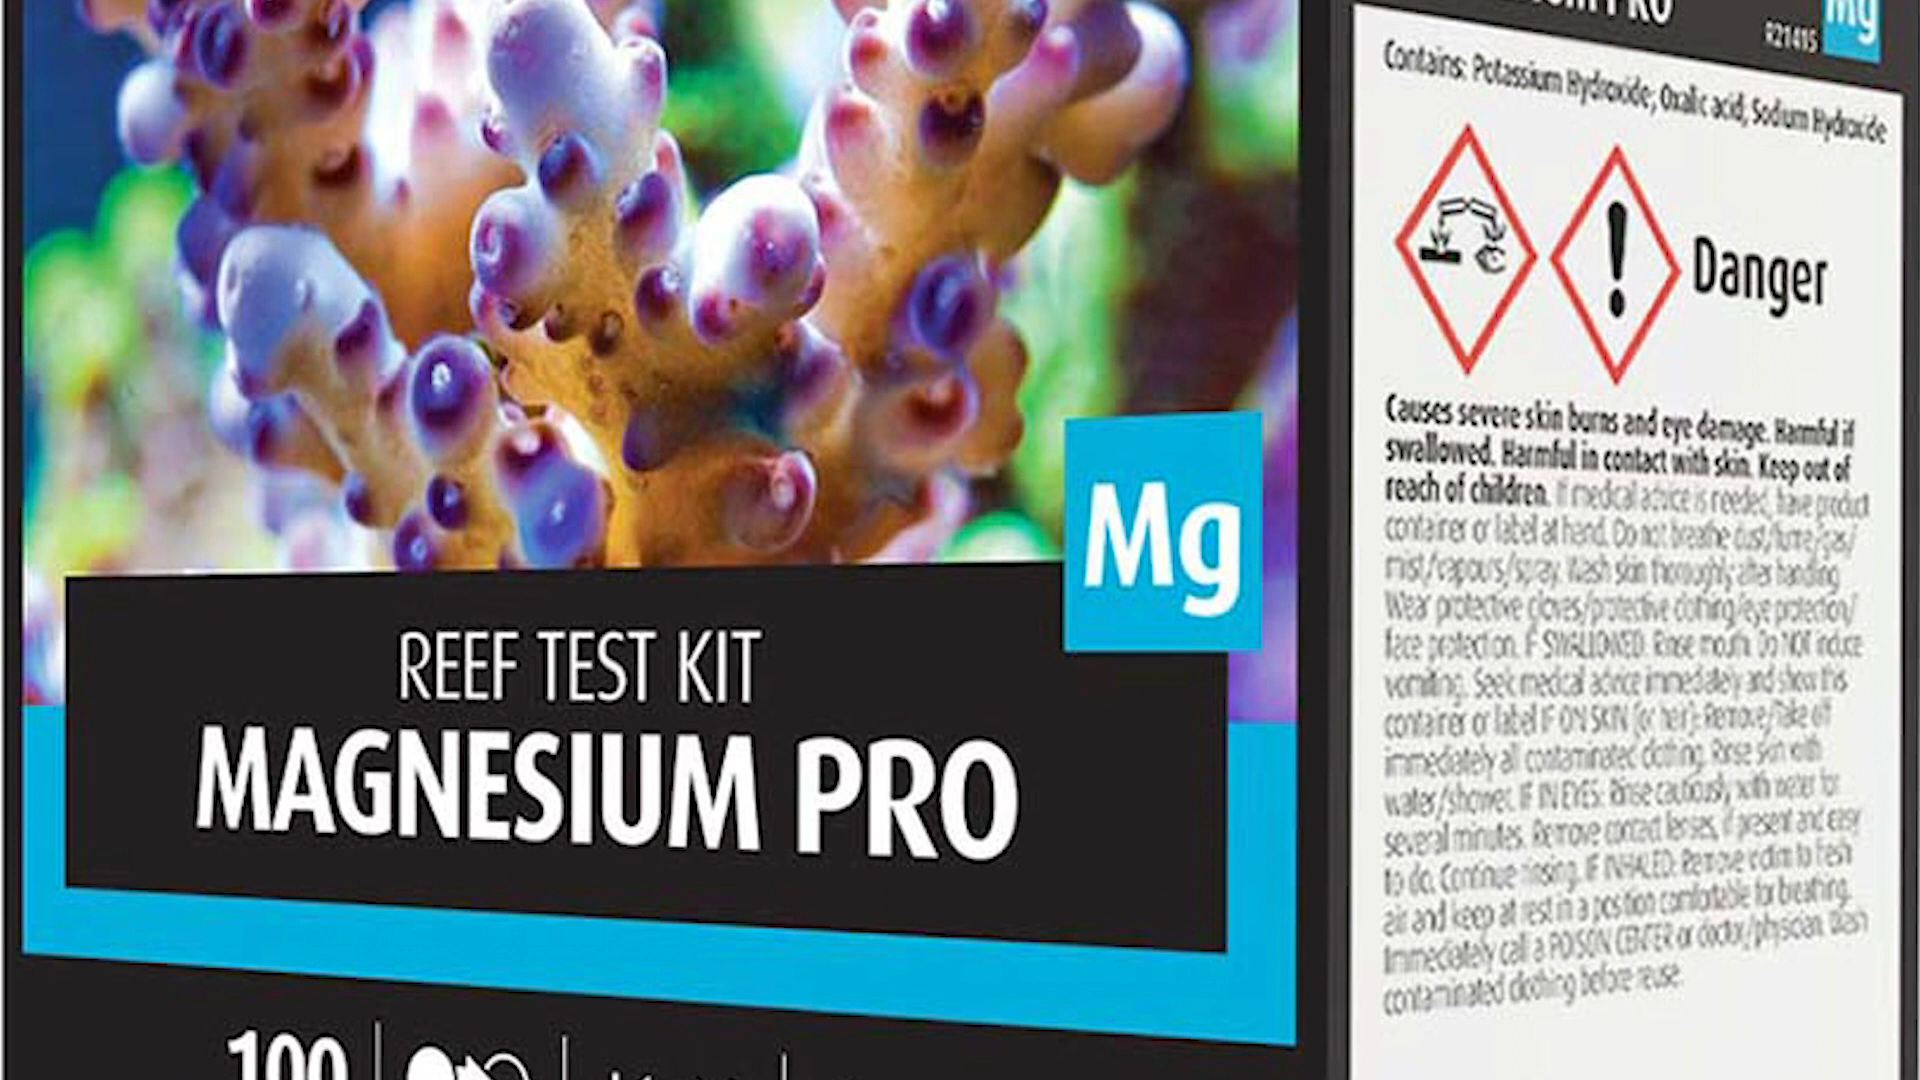 Mg
REEF TEST KIT
MAGNESIUM PRO
100
PRO
R21415
Mg
Contains: Potassium Hydroxide, Oxalic acid, Sodium Hydroxide
Danger
Causes severe skin burns and eye damage. Harmful if
swallowed. Harmful in contact with skin. Keep out of
reach of children. If medical advice is needed, have product
container or label at hand. Do not breathe dust/fume/gas/
mist/vapours/spray. Wash skin thoroughly after handling.
Wear protective gloves/protective clothing/eye protection/
face protection. IF SWALLOWED: Rinse mouth. Do NOT induce
vomiting. Seek medical advice immediately and show this
container or label IF ON SKIN (or hair): Remove/Take off
immediately all contaminated clotting. Rinse skin with
water/shower. IF IN EYES: Rinse cautiously with water for
several minutes. Remove contact lenses, if present and easy
to do. Continue rinsing. IF INHALED: Remove victim to fresh
air and keep at rest in a position comfortable for breathing.
Immediately call a POISON CENTER or doctor/physician. Wash
contaminated clothing before reuse.